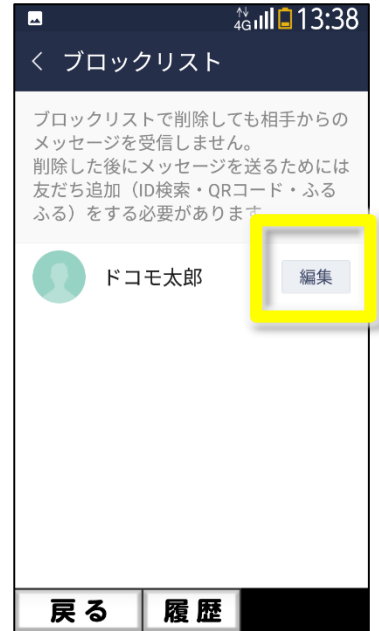 4G 13:38
< ブロックリスト
ブロックリストで削除しても相手からの
メッセージを受信しません。
削除した後にメッセージを送るためには
友だち追加（ID検索・QRコード・ふる
ふる）をする必要があります。
ドコモ太郎
編集
戻る 履歴